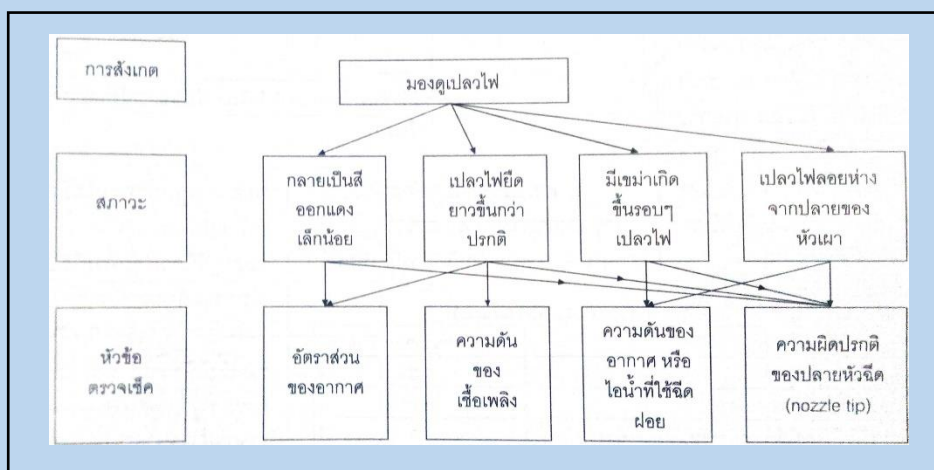 การสังเกต
มองดูเปลวไฟ
สภาวะ
กลายเป็นสี
ออกแดง
เล็กน้อย
เปลวไฟยืด
ยาวขึ้นกว่า
ปรกติ
มีเขม่าเกิด
ขึ้นรอบๆ
เปลวไฟ
เปลวไฟลอยห่าง
จากปลายของ
หัวเผา
หัวข้อ
ตรวจเช็ค
อัตราส่วน
ของอากาศ
ความดัน
ของ
เชื้อเพลิง
ความดันของ
อากาศ หรือ
ไอน้ำที่ใช้ฉีด
ฝอย
ความผิดปรกติ
ของปลายหัวฉีด
(nozzle tip)